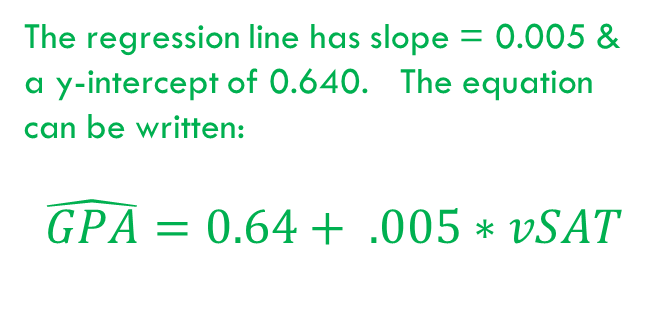 The regression line has slope = 0.005 &
a y-intercept of 0.640. The equation
can be written:
$\widehat{GPA} = 0.64 + .005 * vSAT$